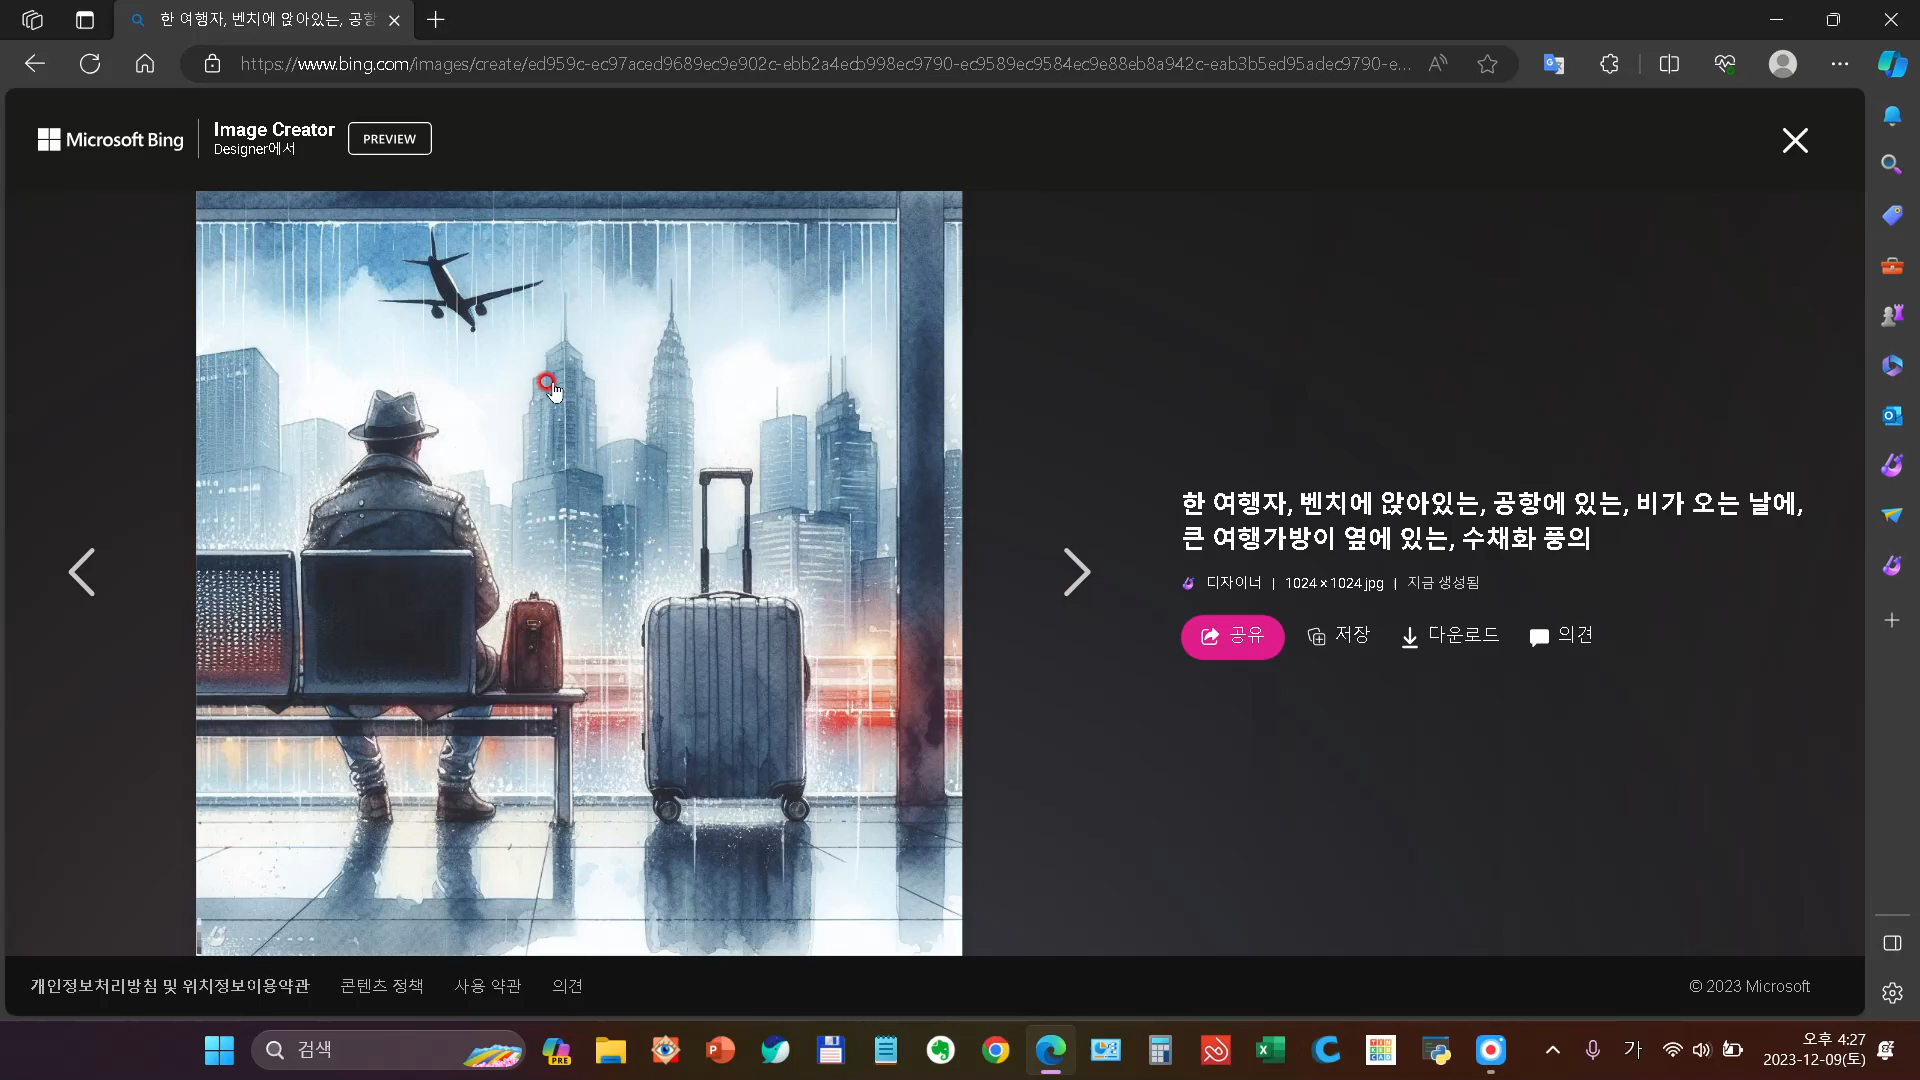 한 여행자, 벤치에 앉아있는, 공항
https://www.bing.com/images/create/ed959c-ec97aced9689ec9e902c-ebb2a4ecb998ec9790-ec9589ec9584ec9e88eb8a942c-eab3b5ed95adec9790-e...
Microsoft Bing
Image Creator
Designer에서
PREVIEW
한 여행자, 벤치에 앉아있는, 공항에 있는, 비가 오는 날에,
큰 여행가방이 옆에 있는, 수채화 풍의
디자이너 | 1024×1024 jpg | 지금 생성됨
공유 저장 다운로드 의견
개인정보처리방침 및 위치정보이용약관 콘텐츠 정책 사용 약관 의견
© 2023 Microsoft
검색
PRE
가
오후 4:27
2023-12-09(토)